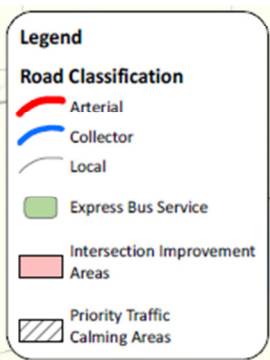 Legend
Road Classification
Arterial
Collector
Local
Express Bus Service
Intersection Improvement
Areas
Priority Traffic
Calming Areas